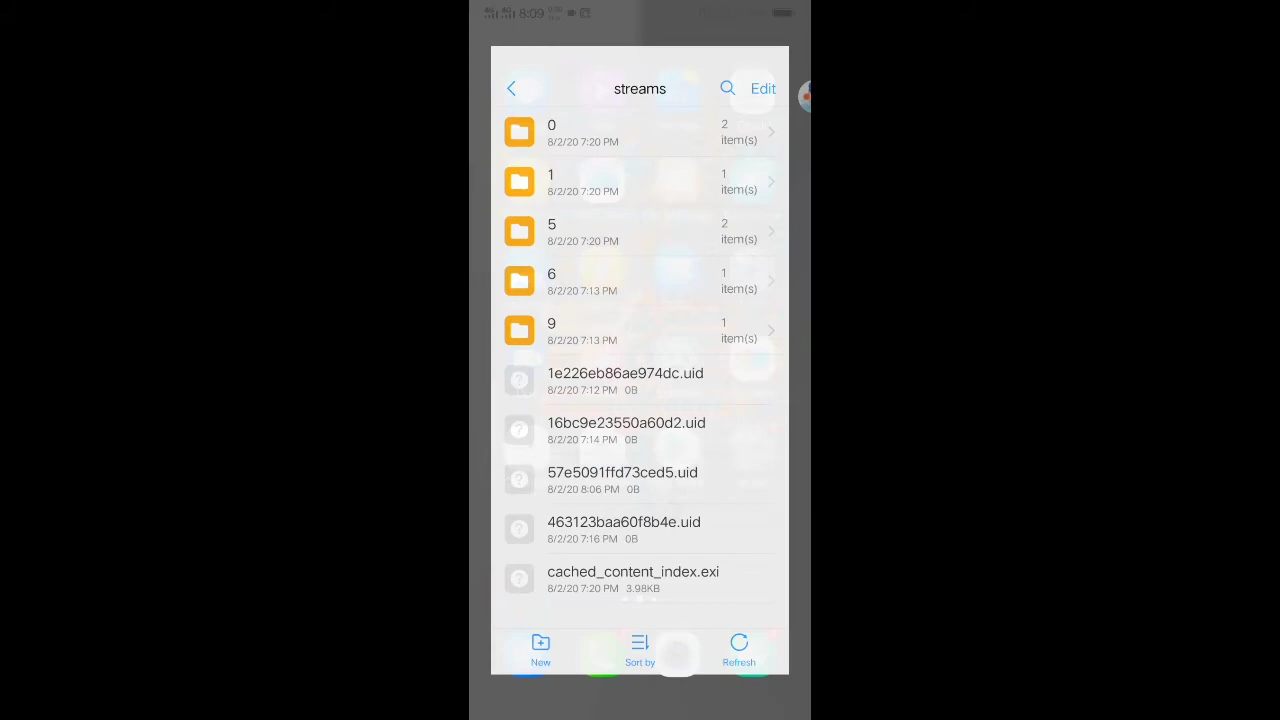 8:09
streams
Edit
0
8/2/20 7:20 PM
2
item(s)
1
8/2/20 7:20 PM
1
item(s)
5
8/2/20 7:20 PM
2
item(s)
6
8/2/20 7:13 PM
1
item(s)
9
8/2/20 7:13 PM
1
item(s)
1e226eb86ae974dc.uid
8/2/20 7:12 PM 0B
16bc9e23550a60d2.uid
8/2/20 7:14 PM 0B
57e5091ffd73ced5.uid
8/2/20 8:06 PM 0B
463123baa60f8b4e.uid
8/2/20 7:16 PM 0B
cached_content_index.exi
8/2/20 7:20 PM 3.98KB
New
Sort by
Refresh